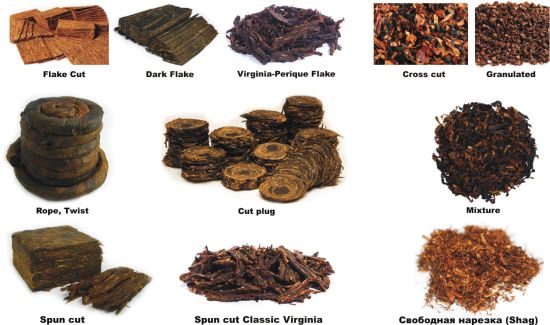 Flake Cut
Dark Flake
Virginia-Perique Flake
Cross cut
Granulated
Rope, Twist
Cut plug
Mixture
Spun cut
Spun cut Classic Virginia
Свободная нарезка (Shag)